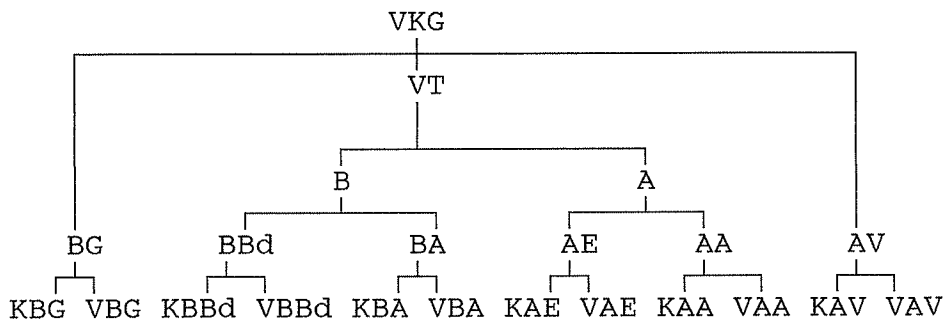 VKG
VT
B A
BG BBd BA AE AA AV
KBG VBG KBBd VBBd KBA VBA KAE VAE KAA VAA KAV VAV